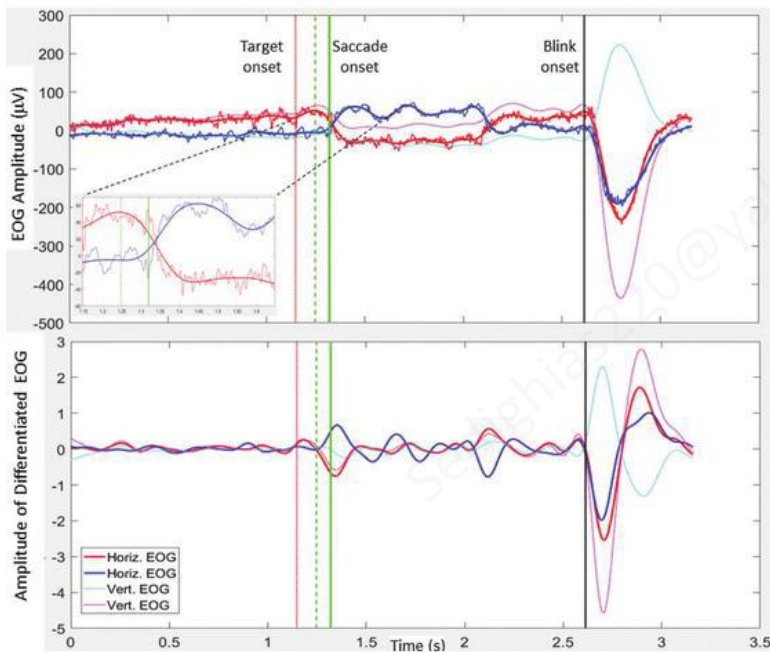 300
200
100
0
-100
-200
-300
-400
-500
EOG Amplitude (µV)
Target onset
Saccade onset
Blink onset
3
2
1
0
-1
-2
-3
-4
-5
Amplitude of Differentiated EOG
Horiz. EOG
Horiz. EOG
Vert. EOG
Vert. EOG
0 0.5 1 1.5 2 2.5 3 3.5
Time (s)